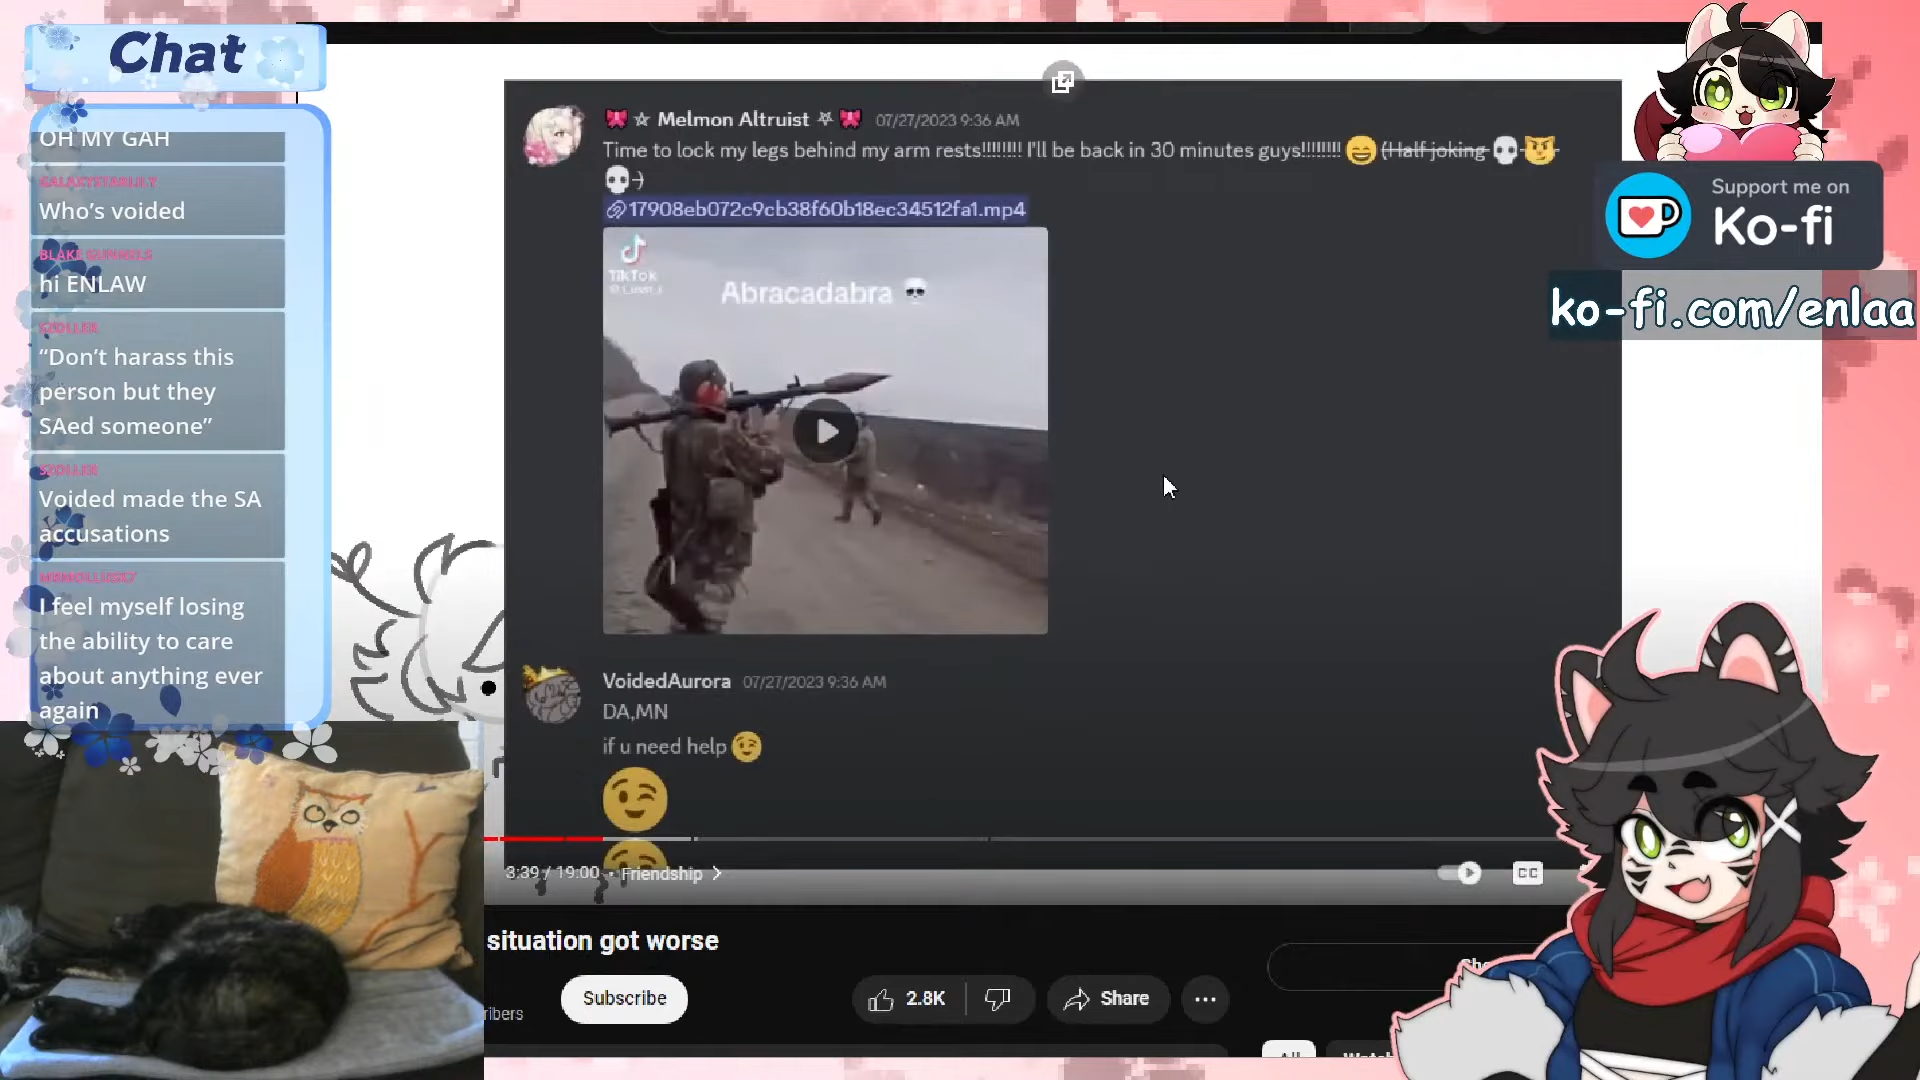 Chat
OH MY GAH
GALAXYSTARLILY
Who's voided
hi ENLAW
SZOLLER
"Don't harass this
person but they
SAed someone"
SZOLLER
Voided made the SA
accusations
I feel myself losing
the ability to care
about anything ever
again
☆ Melmon Altruist ⛧ 07/27/2023 9:36 AM
Time to lock my legs behind my arm rests!!!!!!!! I'll be back in 30 minutes guys!!!!!!!! 😄 (Half joking 💀 😼
💀 )
17908eb072c9cb38f60b18ec34512fa1.mp4
TikTok
Abracadabra 💀
VoidedAurora 07/27/2023 9:36 AM
DA,MN
if u need help 😉
3:39 / 19:00 • Friendship >
situation got worse
ribers
Subscribe
2.8K
Share
All
Support me on
Ko-fi
ko-fi.com/enlaa
CC